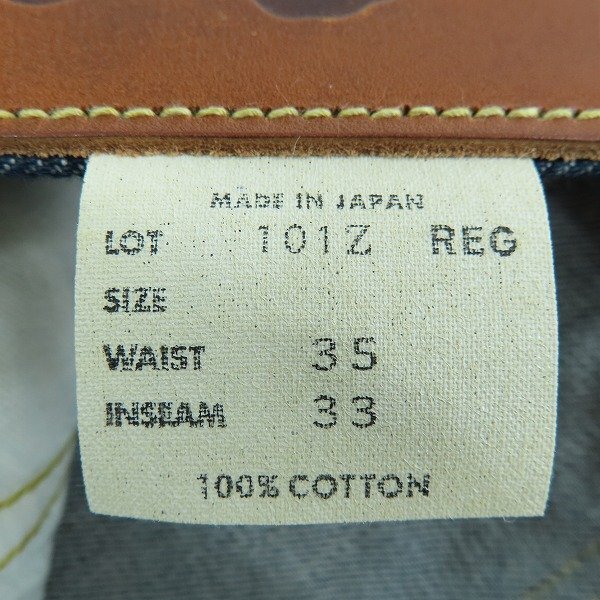 MADE IN JAPAN
LOT 101Z REG
SIZE
WAIST 35
INSEAM 33
100% COTTON